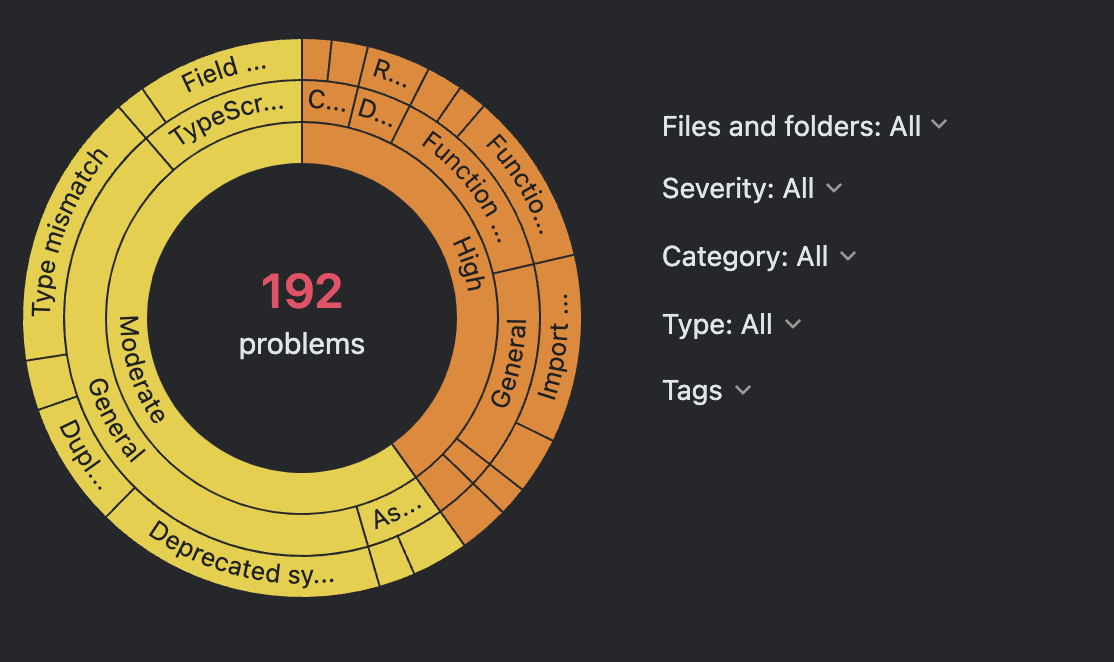 Field ...
TypeScr...
C...
D...
R...
Function ...
Functio...
High
General
Import ...
Type mismatch
Moderate
General
Dupl...
Deprecated sy...
As...
192
problems
Files and folders: All
Severity: All
Category: All
Type: All
Tags